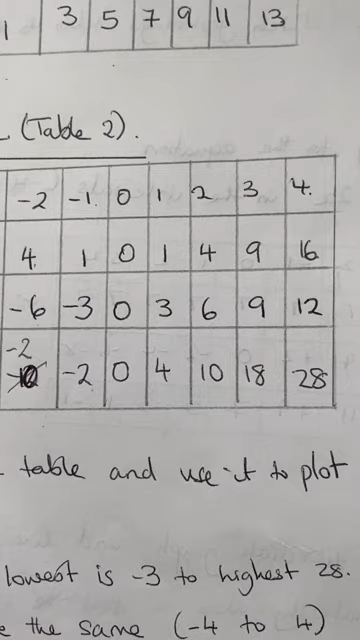 1 3 5 7 9 11 13
(Table 2).
-2 -1. 0 1 2 3 4.
4 1 0 1 4 9 16
-6 -3 0 3 6 9 12
-2
-2 0 4 10 18 28
table and use it to plot
lowest is -3 to highest 28.
the same (-4 to 4)